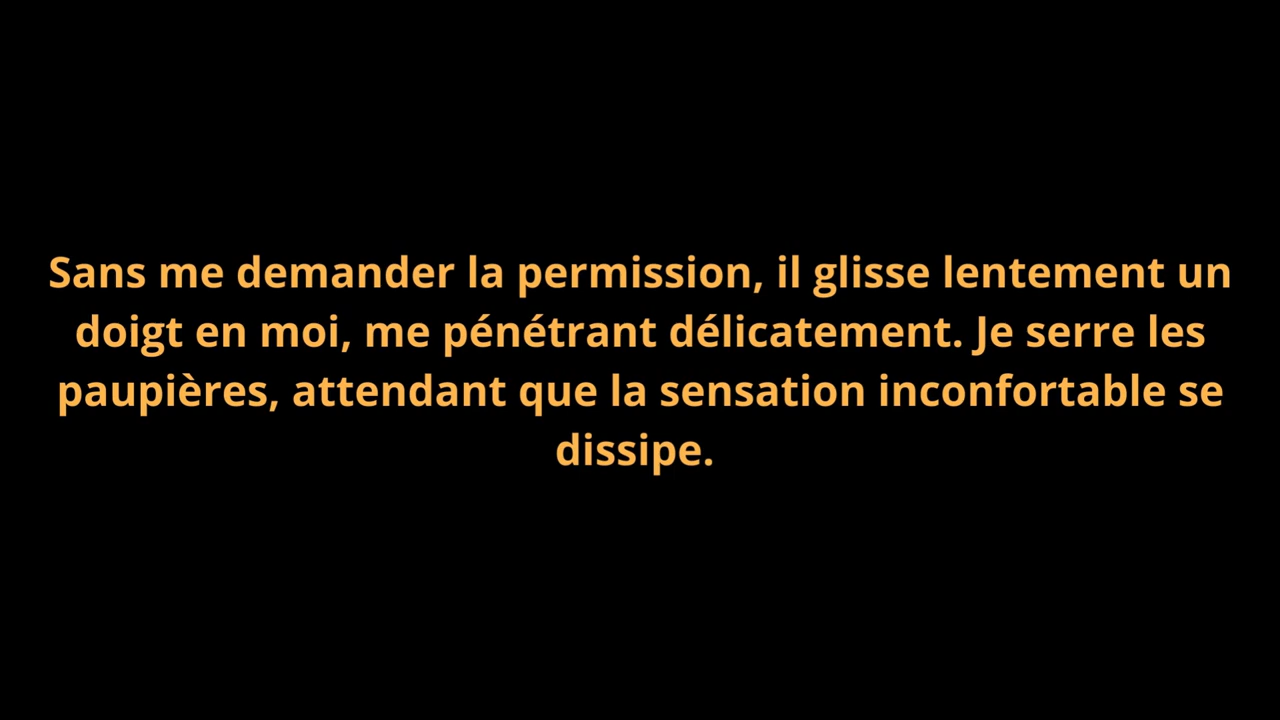 Sans me demander la permission, il glisse lentement un
doigt en moi, me pénétrant délicatement. Je serre les
paupières, attendant que la sensation inconfortable se
dissipe.